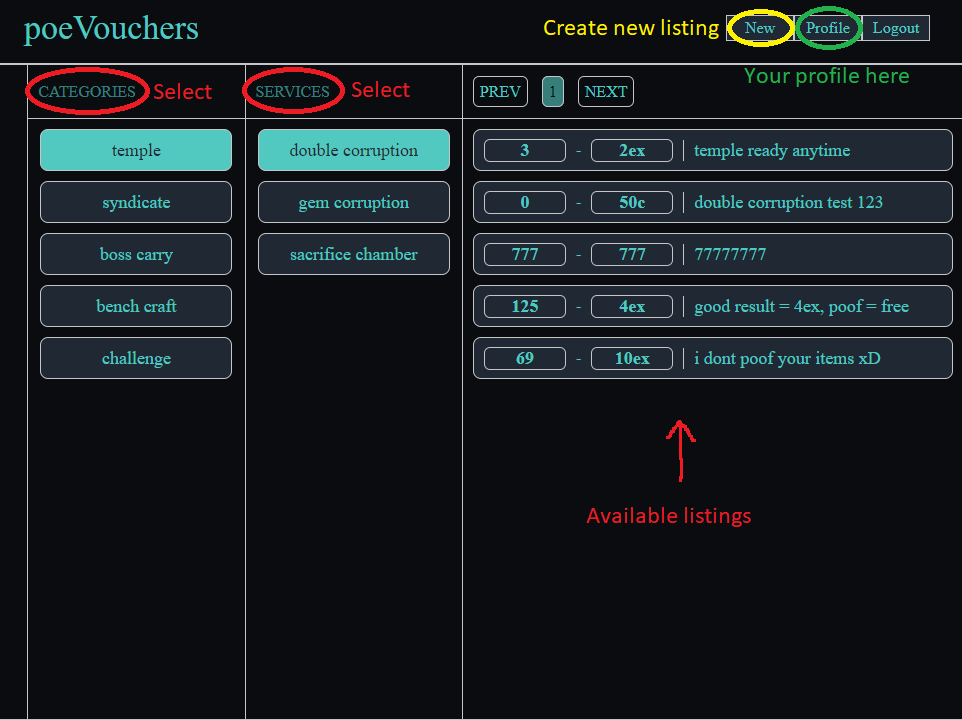 poeVouchers
Create new listing New Profile Logout
Your profile here
CATEGORIES Select SERVICES Select PREV 1 NEXT
temple
syndicate
boss carry
bench craft
challenge
double corruption
gem corruption
sacrifice chamber
3 - 2ex | temple ready anytime
0 - 50c | double corruption test 123
777 - 777 | 77777777
125 - 4ex | good result = 4ex, poof = free
69 - 10ex | i dont poof your items xD
Available listings